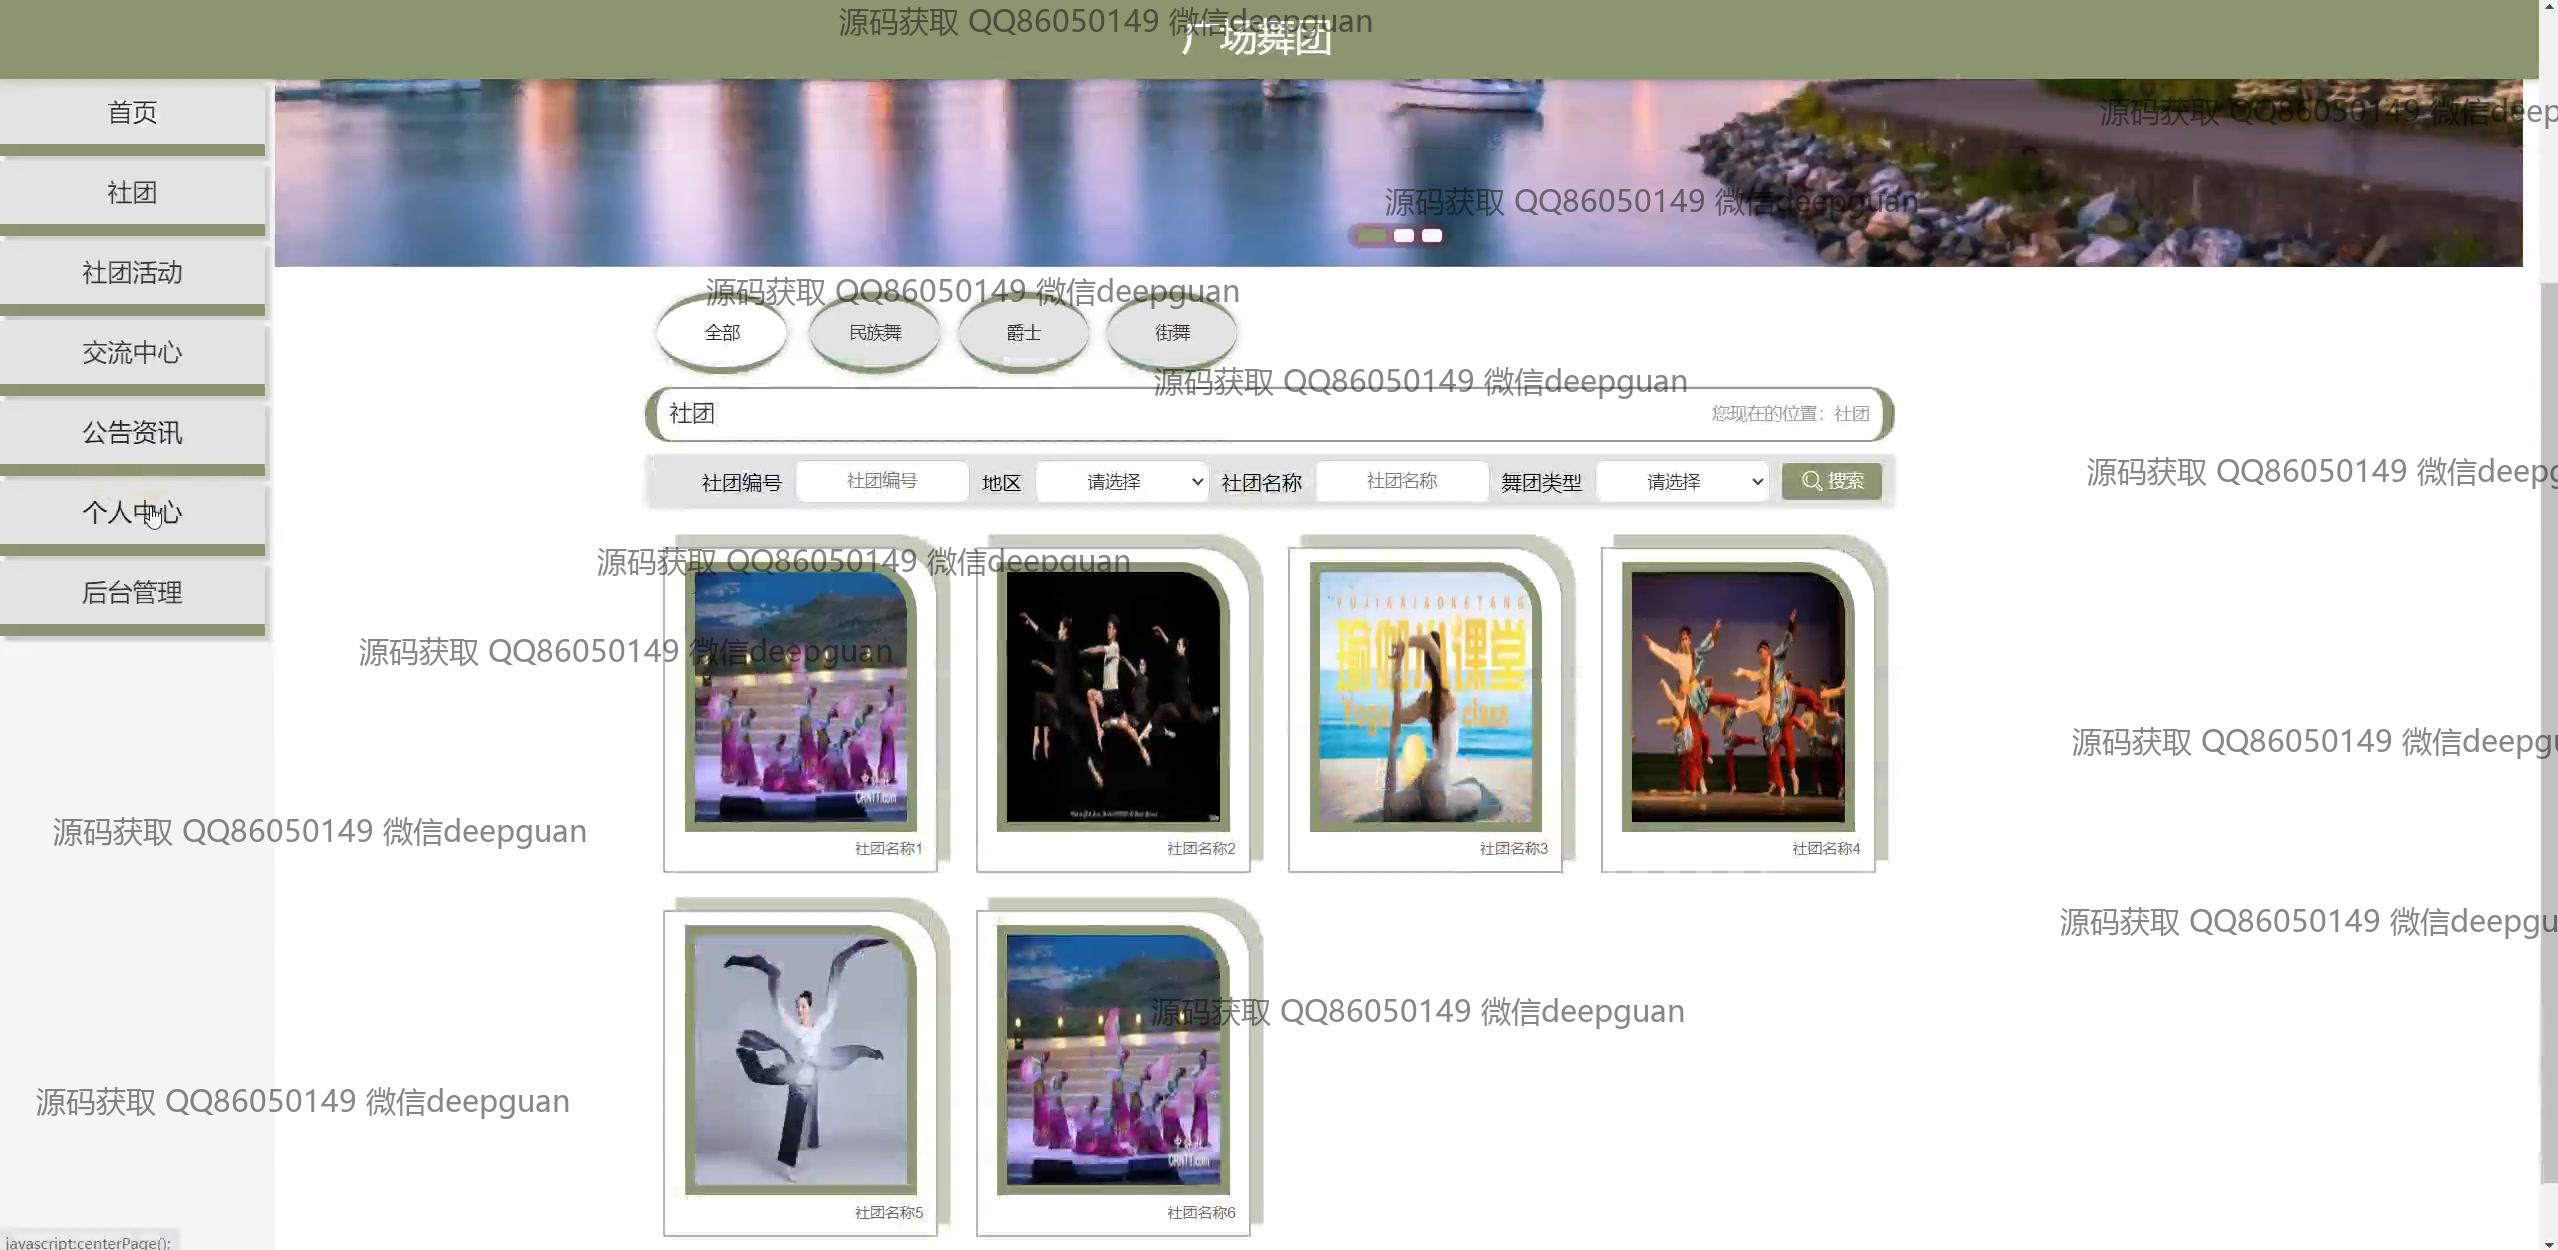 源码获取 QQ86050149 微信deepguan
广场舞团
首页
源码获取 QQ86050149 微信deep
社团
源码获取 QQ86050149 微信deepguan
社团活动
源码获取 QQ86050149 微信deepguan
全部 民族舞 爵士 街舞
交流中心
源码获取 QQ86050149 微信deepguan
社团 您现在的位置：社团
公告资讯
源码获取 QQ86050149 微信deepg
社团编号 社团编号 地区 请选择 社团名称 社团名称 舞团类型 请选择 搜索
个人中心
源码获取 QQ86050149 微信deepguan
后台管理
YUJIAXIAOKETANG
瑜伽小课堂
源码获取 QQ86050149 微信deepguan
Yoga class
源码获取 QQ86050149 微信deepgu
CRNTT.com
源码获取 QQ86050149 微信deepguan
社团名称1 社团名称2 社团名称3 社团名称4
源码获取 QQ86050149 微信deepgu
源码获取 QQ86050149 微信deepguan
源码获取 QQ86050149 微信deepguan
CRNTT.com
社团名称5 社团名称6
javascript:centerPage();